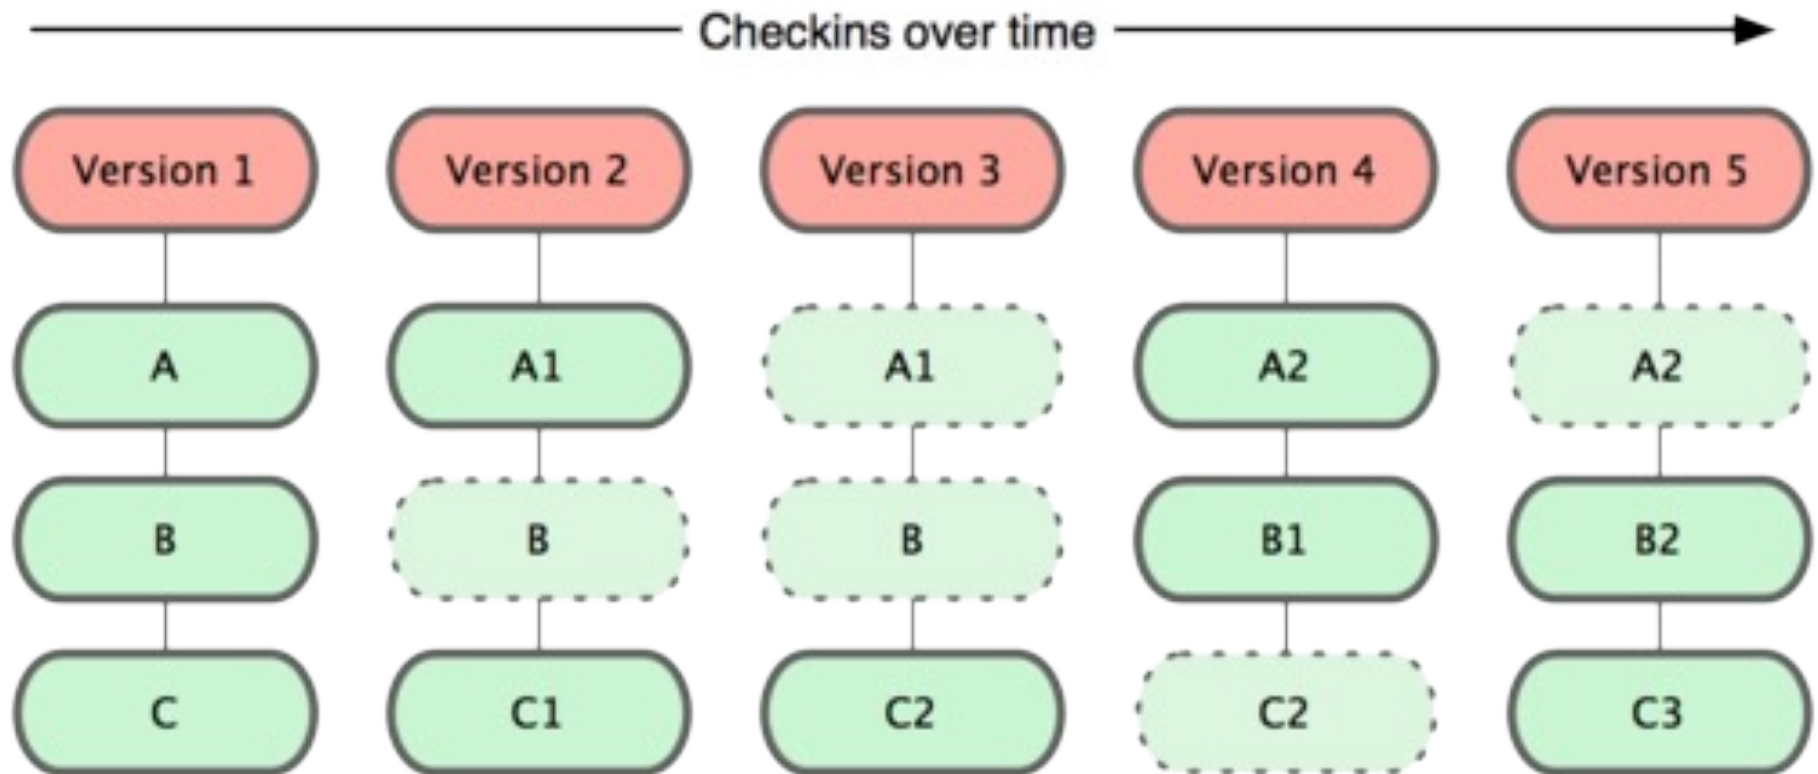 Checkins over time
Version 1 Version 2 Version 3 Version 4 Version 5
A A1 A1 A2 A2
B B B B1 B2
C C1 C2 C2 C3